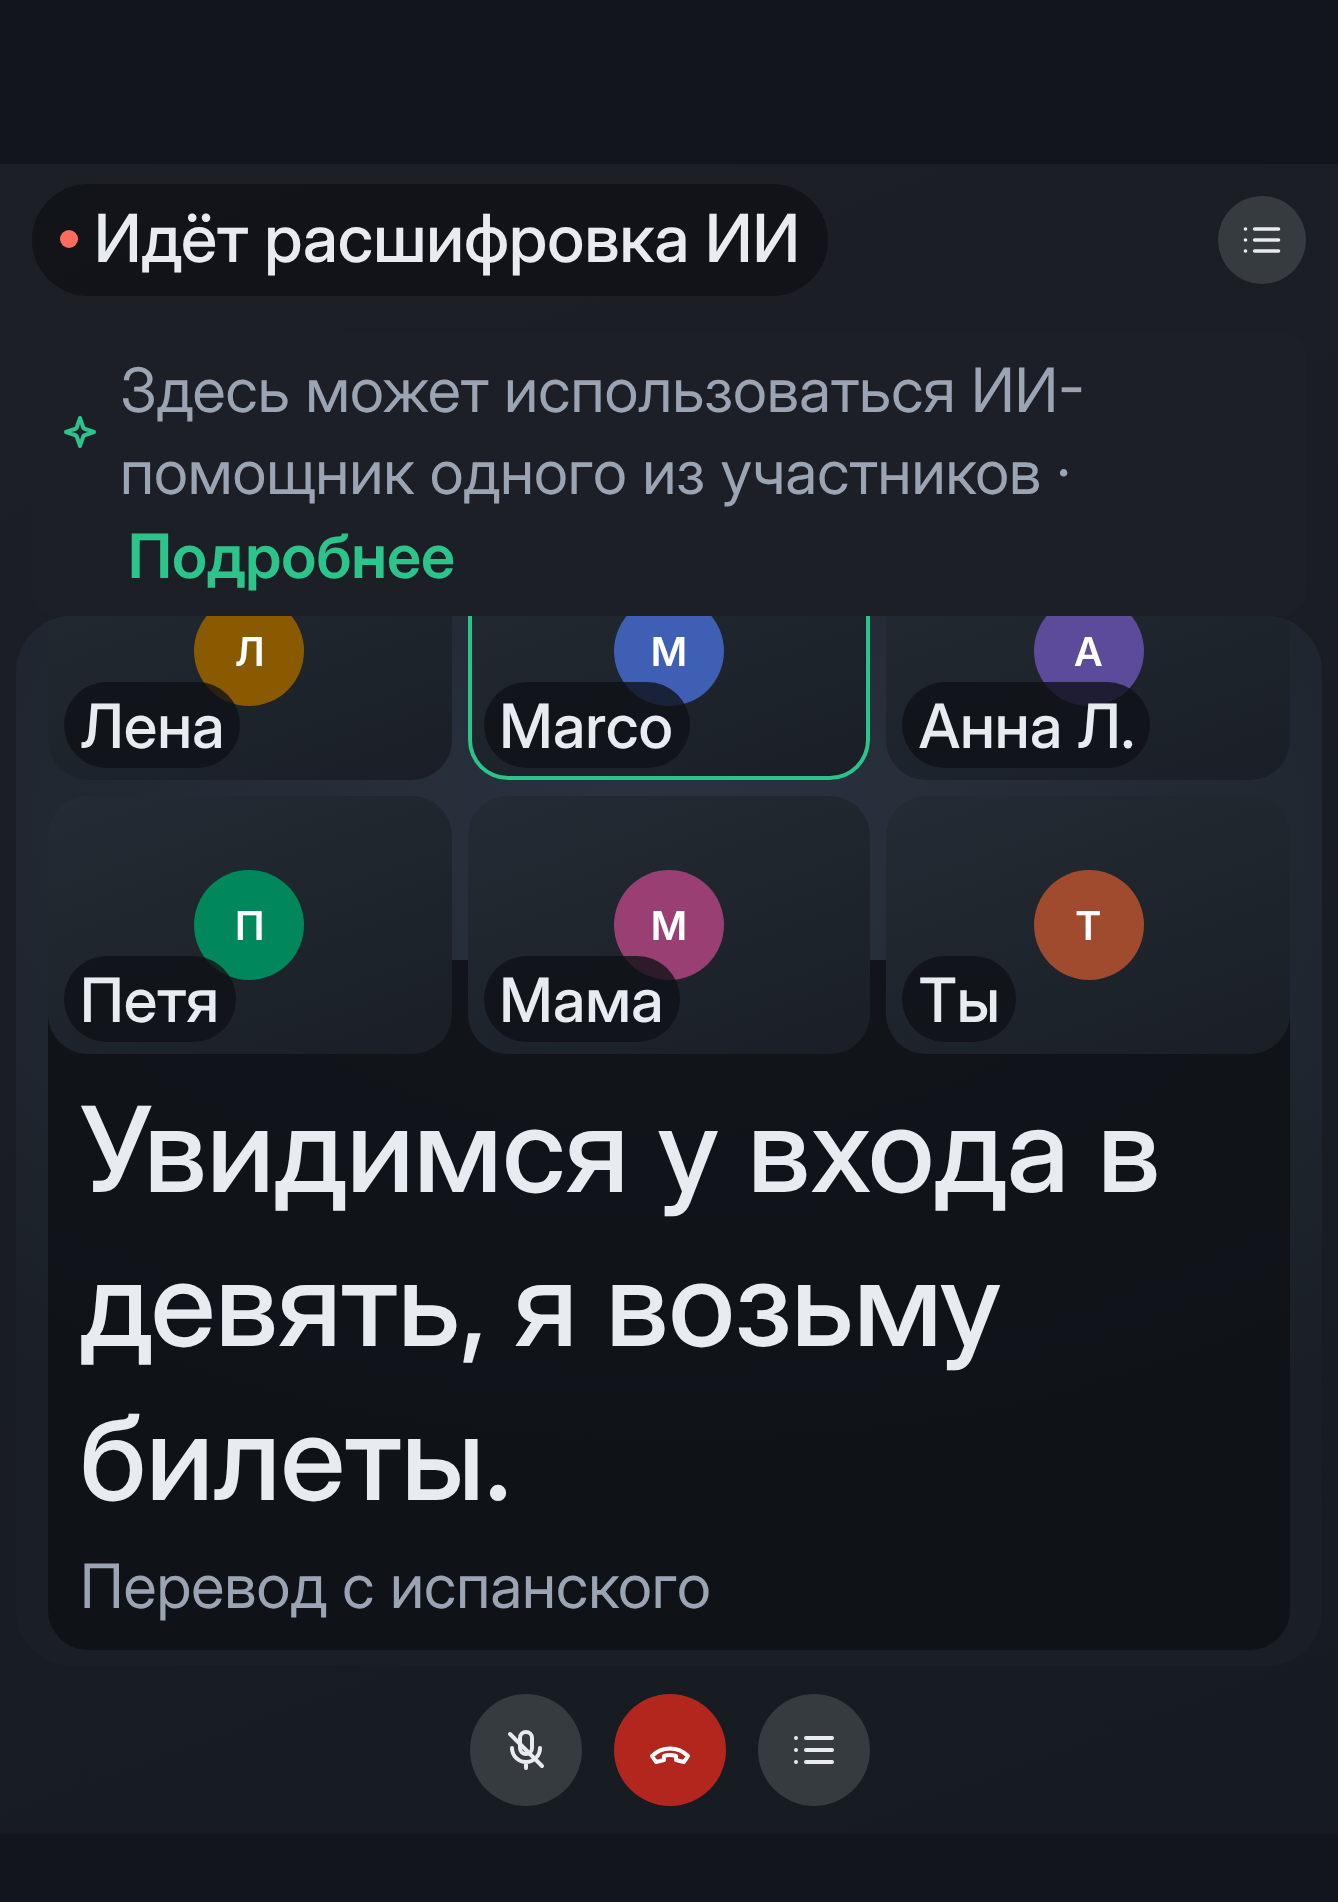 Идёт расшифровка ИИ
Здесь может использоваться ИИ-
помощник одного из участников ·
Подробнее
Л
М
А
Лена
Marco
Анна Л.
П
М
Т
Петя
Мама
Ты
Увидимся у входа в
девять, я возьму
билеты.
Перевод с испанского